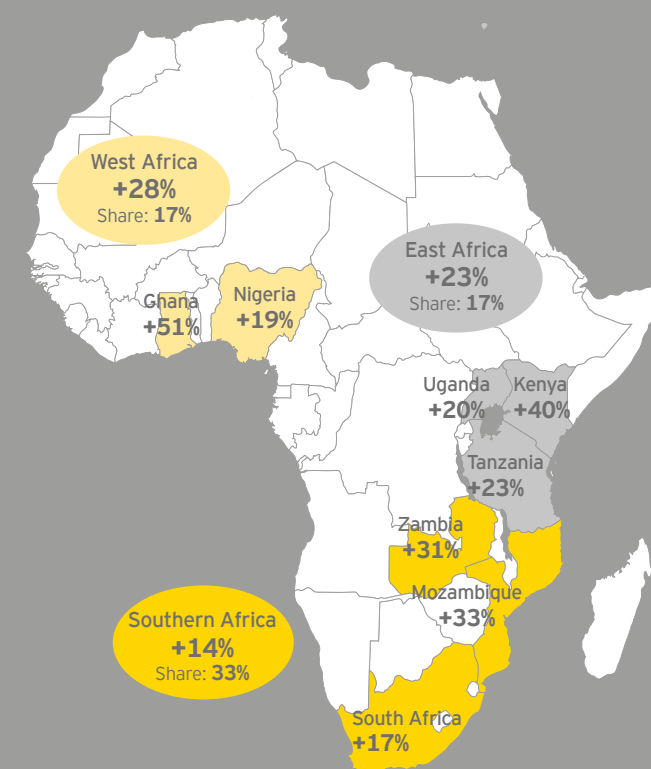 West Africa
+28%
Share: 17%
East Africa
+23%
Share: 17%
Ghana
+51%
Nigeria
+19%
Uganda
+20%
Kenya
+40%
Tanzania
+23%
Zambia
+31%
Mozambique
+33%
Southern Africa
+14%
Share: 33%
South Africa
+17%